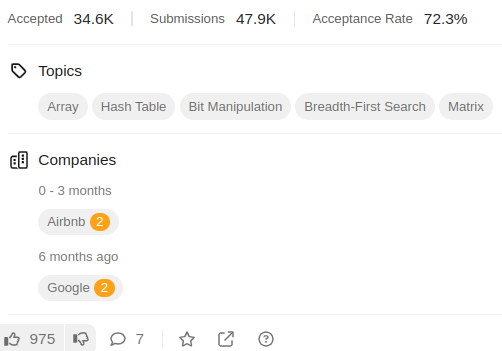 Accepted 34.6K Submissions 47.9K Acceptance Rate 72.3%
Topics
Array Hash Table Bit Manipulation Breadth-First Search Matrix
Companies
0 - 3 months
Airbnb 2
6 months ago
Google 2
975 7